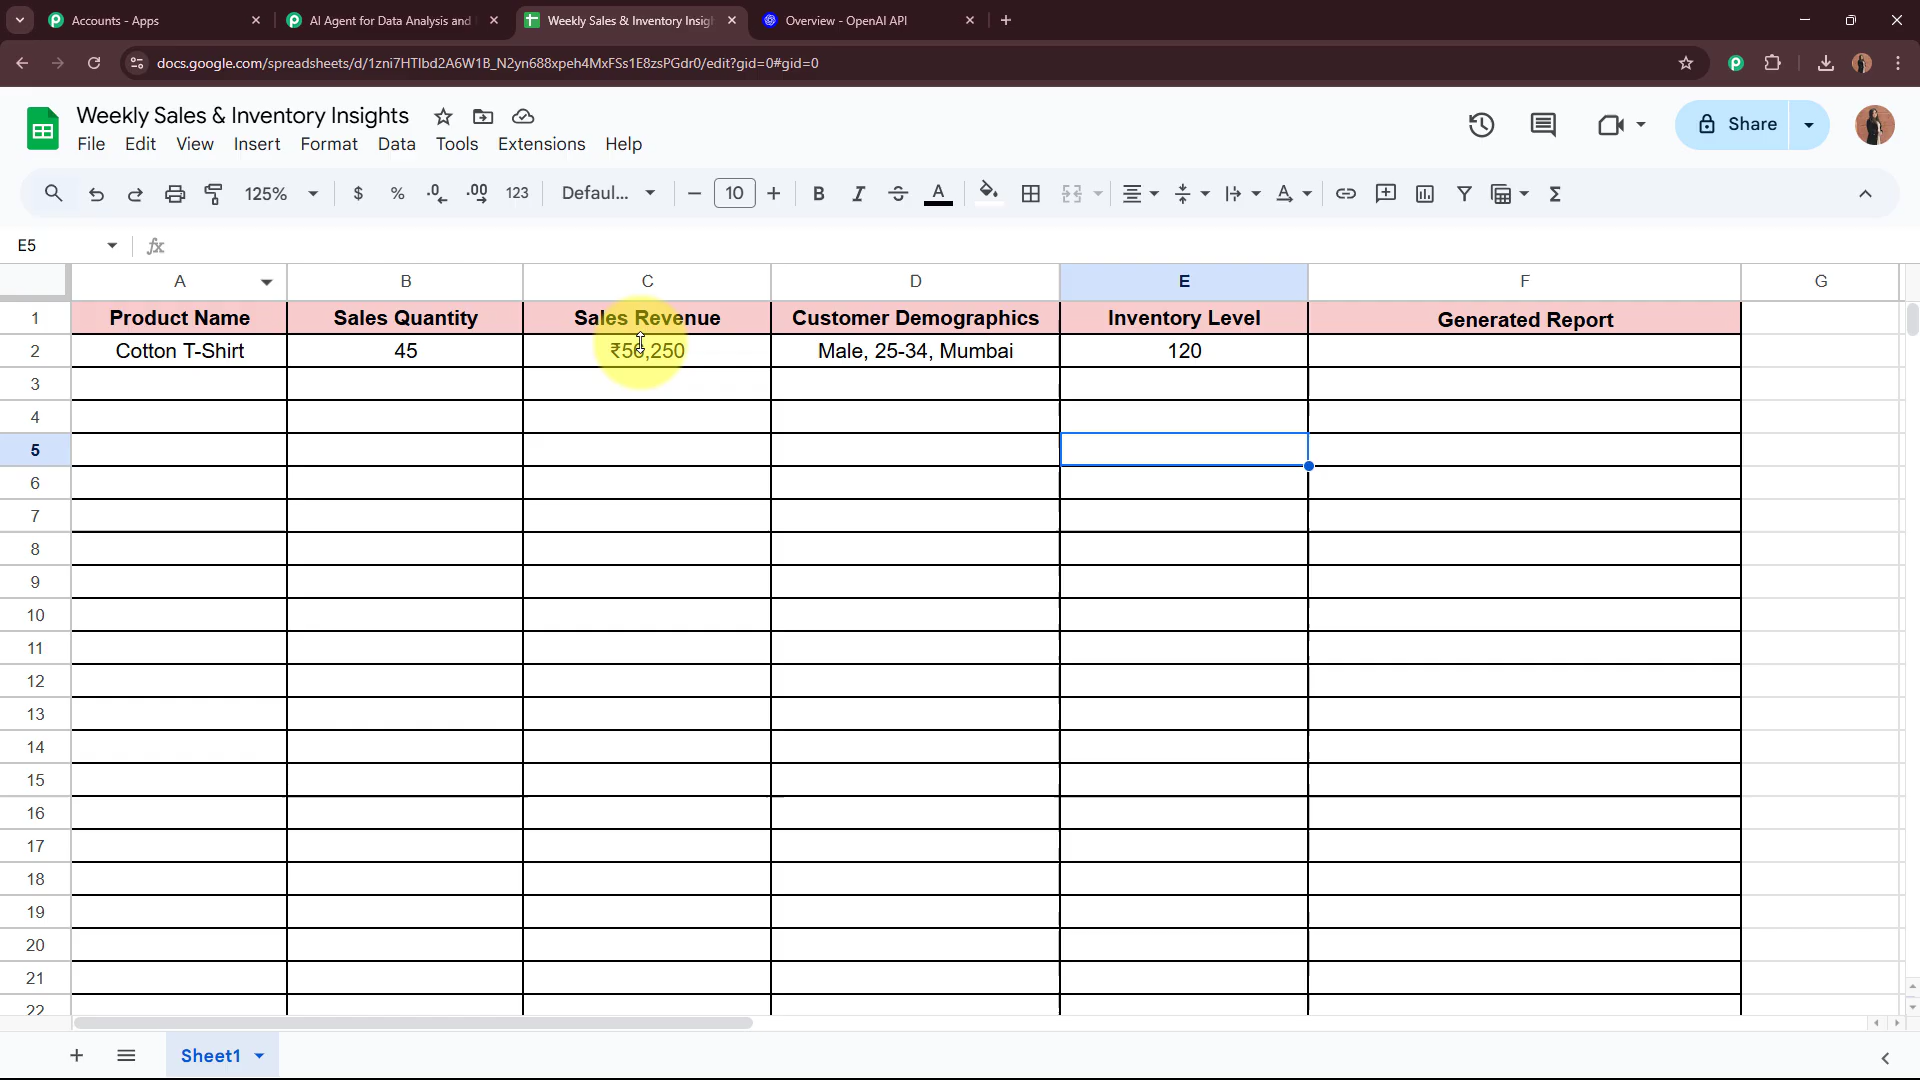 Accounts - Apps
AI Agent for Data Analysis and
Weekly Sales & Inventory Insigh
Overview - OpenAI API
docs.google.com/spreadsheets/d/1zni7HTIbd2A6W1B_N2yn688xpeh4MxFSs1E8zsPGdr0/edit?gid=0#gid=0
Weekly Sales & Inventory Insights
File Edit View Insert Format Data Tools Extensions Help
Share
125% $ % .0 .00 123 Defaul... 10 B I S A Σ
E5 fx
A B C D E F G
1 Product Name Sales Quantity Sales Revenue Customer Demographics Inventory Level Generated Report
2 Cotton T-Shirt 45 ₹56,250 Male, 25-34, Mumbai 120
3
4
5
6
7
8
9
10
11
12
13
14
15
16
17
18
19
20
21
22
Sheet1